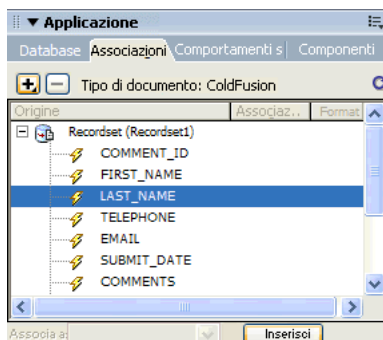 Applicazione
Database Associazioni Comportamenti s Componenti
Tipo di documento: ColdFusion
Origine Associaz.. Format
Recordset (Recordset1)
COMMENT_ID
FIRST_NAME
LAST_NAME
TELEPHONE
EMAIL
SUBMIT_DATE
COMMENTS
Associa a: Inserisci